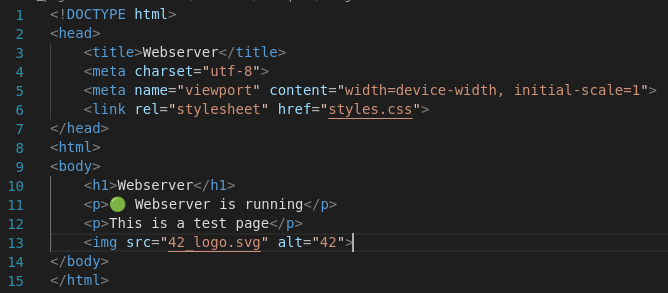 1 <!DOCTYPE html>
2 <head>
3     <title>Webserver</title>
4     <meta charset="utf-8">
5     <meta name="viewport" content="width=device-width, initial-scale=1">
6     <link rel="stylesheet" href="styles.css">
7 </head>
8 <html>
9 <body>
10     <h1>Webserver</h1>
11     <p>🟢 Webserver is running</p>
12     <p>This is a test page</p>
13     <img src="42_logo.svg" alt="42">
14 </body>
15 </html>